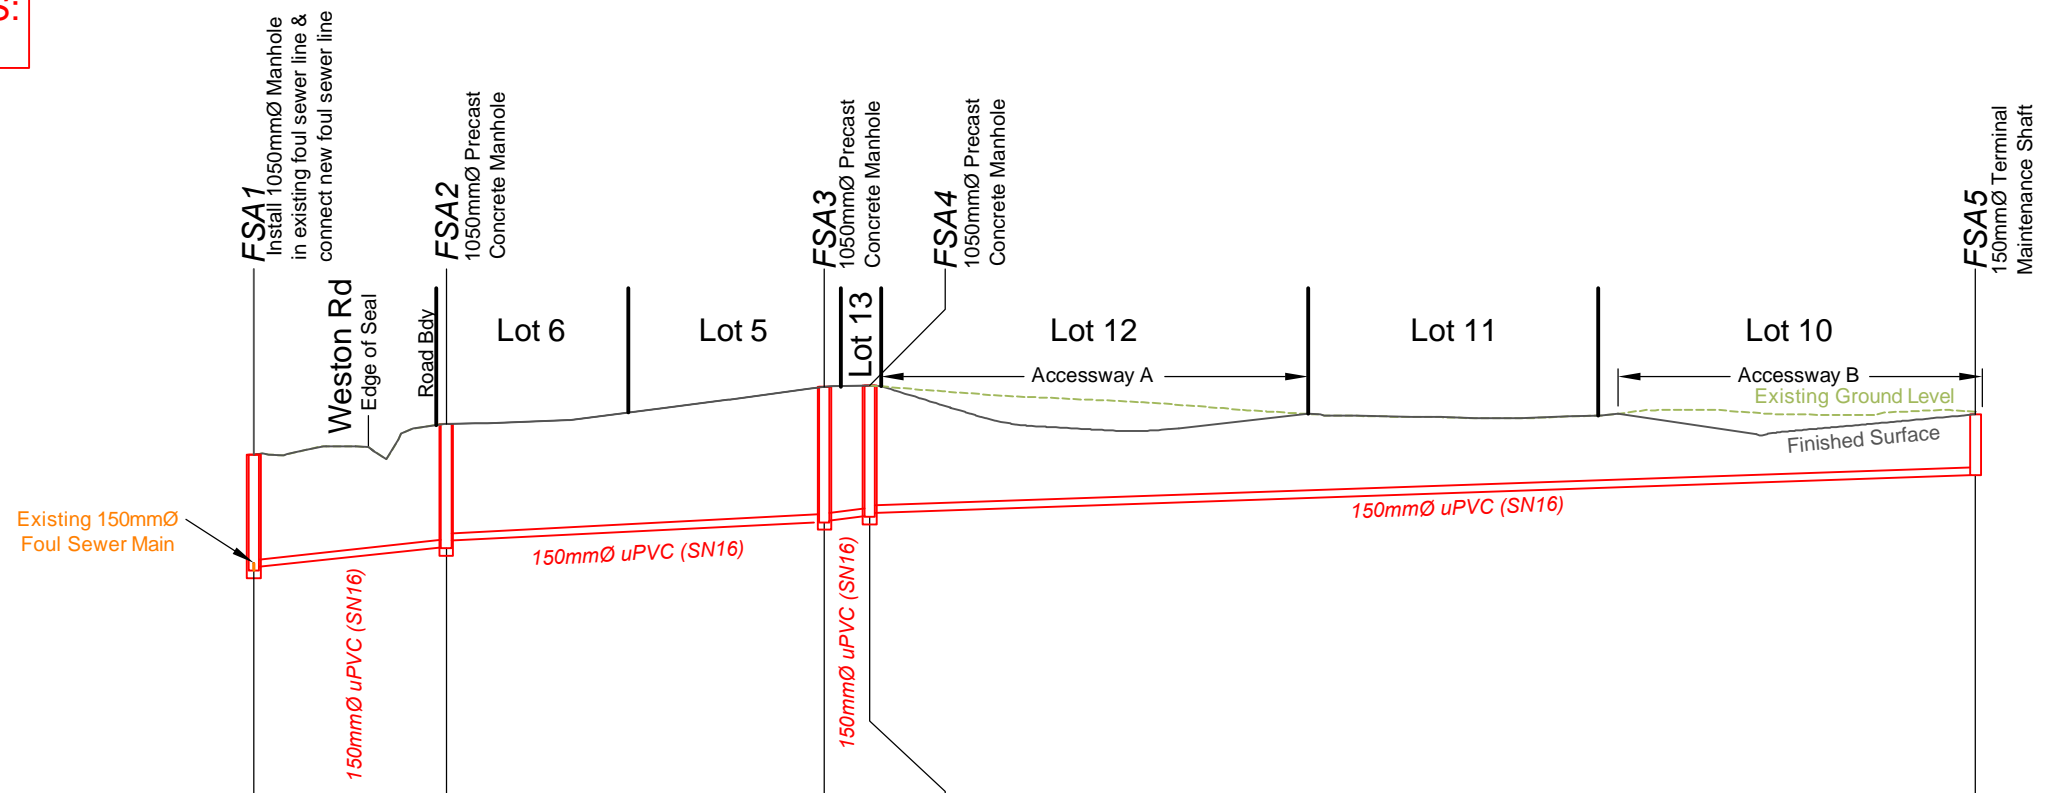 FSA1
Install 1050mmØ Manhole
in existing foul sewer line &
connect new foul sewer line
FSA2
1050mmØ Precast
Concrete Manhole
FSA3
1050mmØ Precast
Concrete Manhole
FSA4
1050mmØ Precast
Concrete Manhole
FSA5
150mmØ Terminal
Maintenance Shaft
Weston Rd
Edge of Seal
Road Bdy
Lot 6
Lot 5
Lot 13
Lot 12
Lot 11
Lot 10
Accessway A
Accessway B
Existing Ground Level
Finished Surface
Existing 150mmØ
Foul Sewer Main
150mmØ uPVC (SN16)
150mmØ uPVC (SN16)
150mmØ uPVC (SN16)
150mmØ uPVC (SN16)